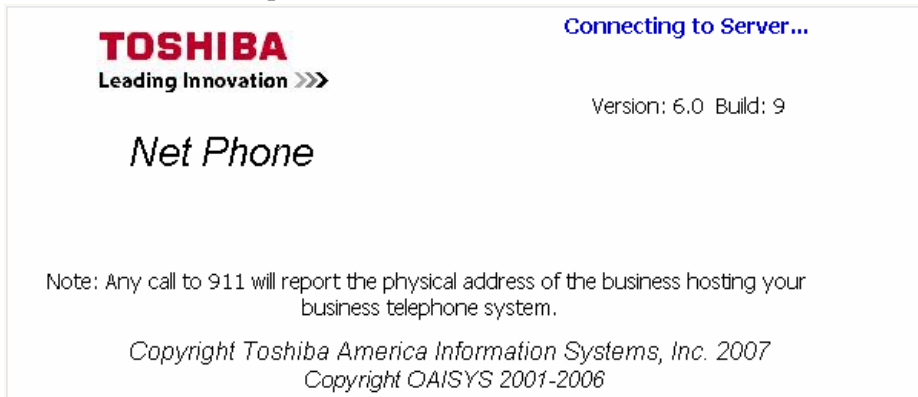 Connecting to Server...
TOSHIBA
Leading Innovation >>>
Version: 6.0 Build: 9
Net Phone
Note: Any call to 911 will report the physical address of the business hosting your
business telephone system.
Copyright Toshiba America Information Systems, Inc. 2007
Copyright OAISYS 2001-2006